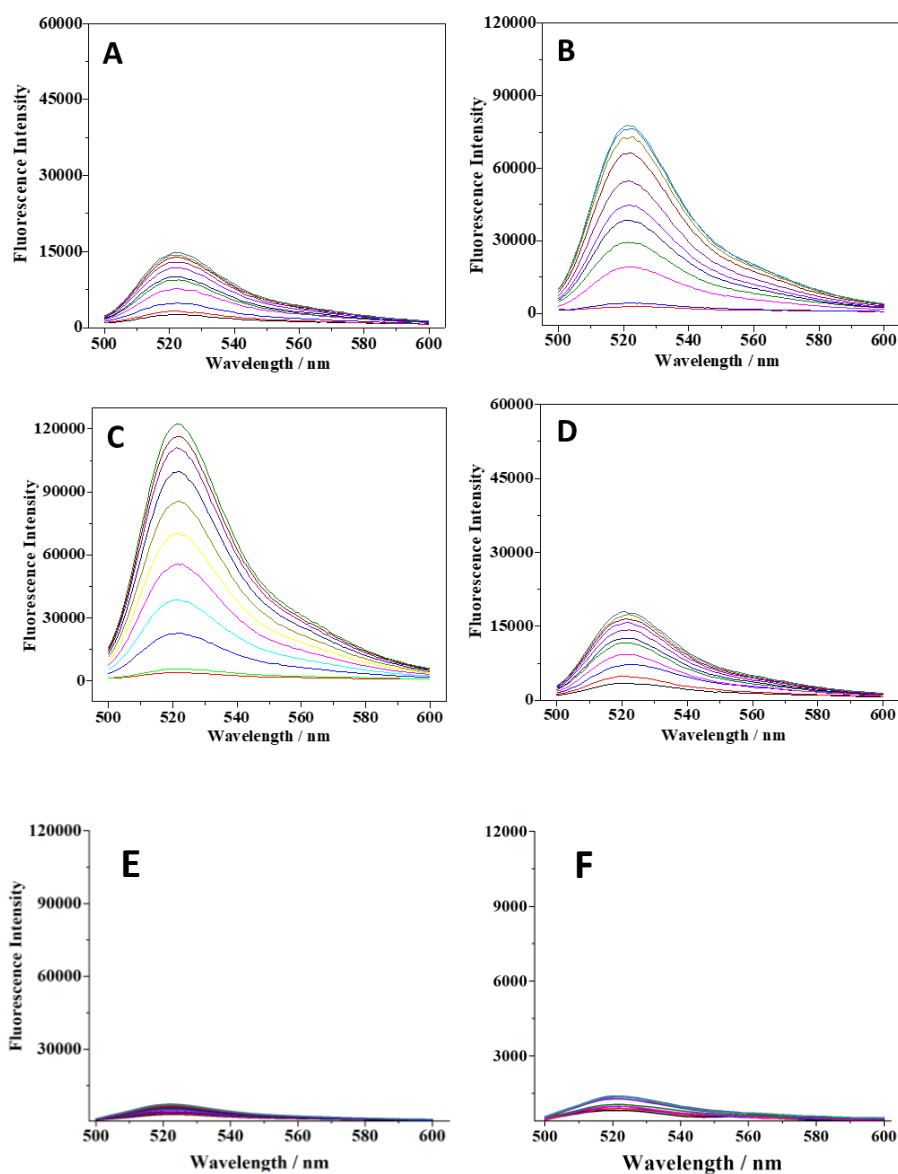 A
Fluorescence Intensity
60000
45000
30000
15000
0
500 520 540 560 580 600
Wavelength / nm
B
Fluorescence Intensity
120000
90000
60000
30000
0
500 520 540 560 580 600
Wavelength / nm
C
Fluorescence Intensity
120000
90000
60000
30000
0
500 520 540 560 580 600
Wavelength / nm
D
Fluorescence Intensity
60000
45000
30000
15000
0
500 520 540 560 580 600
Wavelength / nm
E
Fluorescence Intensity
120000
90000
60000
30000
500 520 540 560 580 600
Wavelength / nm
F
Fluorescence Intensity
12000
9000
6000
3000
500 520 540 560 580 600
Wavelength / nm